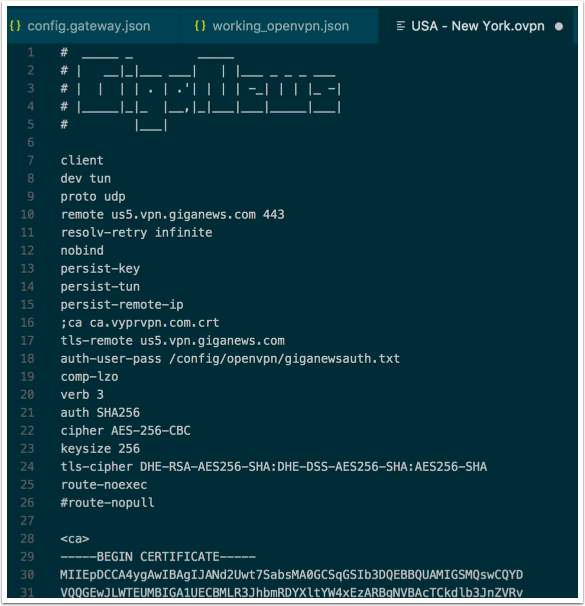 config.gateway.json
working_openvpn.json
USA - New York.ovpn
1 #  _____ _         _____
2 # |   __|_|___ ___|   | |___ _ _ _ ___
3 # |  |  | | . | .'| | | | -_| | | |_ -|
4 # |_____|_|_  |__,|_|___|___|_____|___|
5 #         |___|
6
7 client
8 dev tun
9 proto udp
10 remote us5.vpn.giganews.com 443
11 resolv-retry infinite
12 nobind
13 persist-key
14 persist-tun
15 persist-remote-ip
16 ;ca ca.vyprvpn.com.crt
17 tls-remote us5.vpn.giganews.com
18 auth-user-pass /config/openvpn/giganewsauth.txt
19 comp-lzo
20 verb 3
21 auth SHA256
22 cipher AES-256-CBC
23 keysize 256
24 tls-cipher DHE-RSA-AES256-SHA:DHE-DSS-AES256-SHA:AES256-SHA
25 route-noexec
26 #route-nopull
27
28 <ca>
29 -----BEGIN CERTIFICATE-----
30 MIIEpDCCA4ygAwIBAgIJANd2Uwt7SabsMA0GCSqGSIb3DQEBBQUAMIGSMQswCQYD
31 VQQGEwJLWTEUMBIGA1UECBMLR3JhbmRDYXltYW4xEzARBgNVBAcTCkdlb3JnZVRv